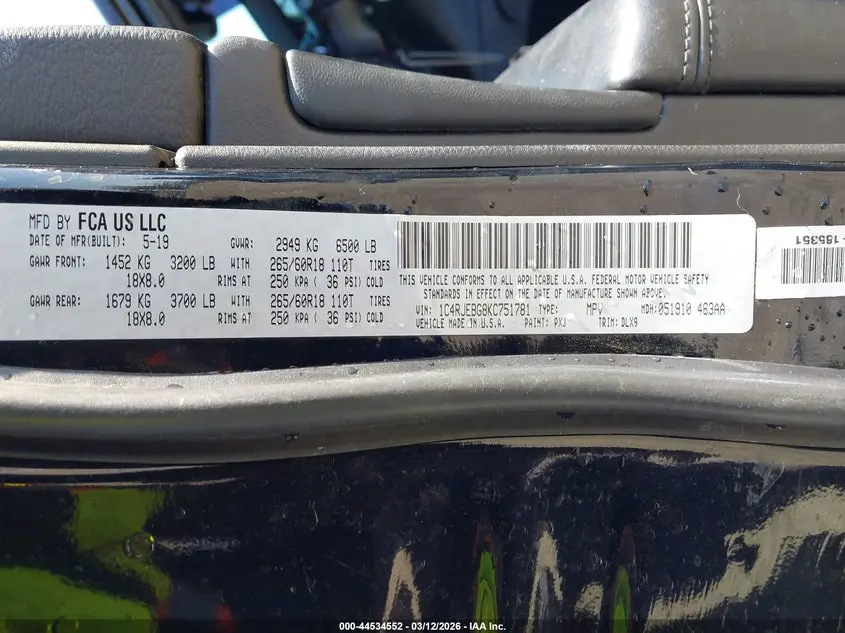 MFD BY FCA US LLC
DATE OF MFR(BUILT): 5-19 GVWR: 2949 KG 6500 LB
GAWR FRONT: 1452 KG 3200 LB WITH 265/60R18 110T TIRES
18X8.0 RIMS AT 250 KPA ( 36 PSI) COLD
GAWR REAR: 1679 KG 3700 LB WITH 265/60R18 110T TIRES
18X8.0 RIMS AT 250 KPA ( 36 PSI) COLD
THIS VEHICLE CONFORMS TO ALL APPLICABLE U.S.A. FEDERAL MOTOR VEHICLE SAFETY
STANDARDS IN EFFECT ON THE DATE OF MANUFACTURE SHOWN ABOVE.
VIN: 1C4RJEBG8KC751781 TYPE: MPV MDH:051910 463AA
VEHICLE MADE IN U.S.A. PAINT: PXJ TRIM: DLX9
-185351
000-44534552 — 03/12/2026 — IAA Inc.